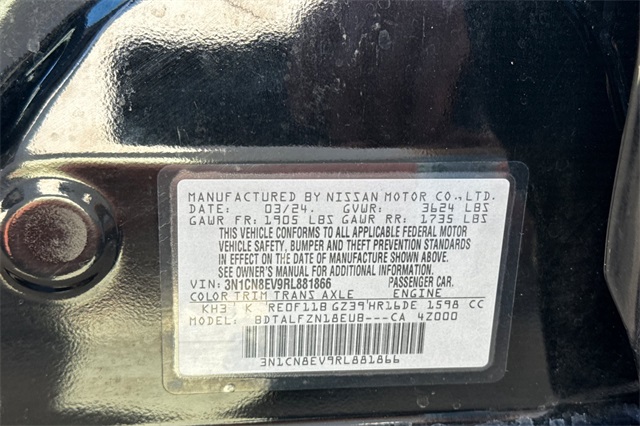 MANUFACTURED BY NISSAN MOTOR CO.,LTD.
DATE: 03/24. GVWR: 3624 LBS
GAWR FR: 1905 LBS GAWR RR: 1735 LBS
THIS VEHICLE CONFORMS TO ALL APPLICABLE FEDERAL MOTOR
VEHICLE SAFETY, BUMPER AND THEFT PREVENTION STANDARDS
IN EFFECT ON THE DATE OF MANUFACTURE SHOWN ABOVE.
SEE OWNER'S MANUAL FOR ADDITIONAL INFORMATION.
VIN: 3N1CN8EV9RL881866 PASSENGER CAR.
COLOR TRIM TRANS AXLE ENGINE
KH3 K RE0F11B GZ39 HR16DE 1598 CC
MODEL: BDTALFZN18EUB---CA 42000
3N1CN8EV9RL881866